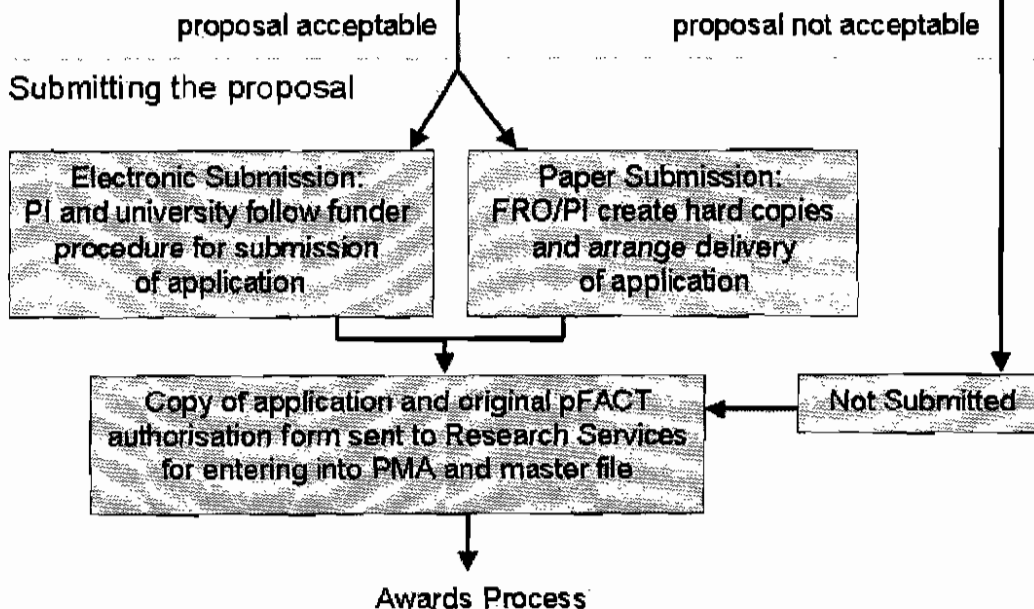 proposal acceptable
proposal not acceptable
Submitting the proposal
Electronic Submission:
PI and university follow funder
procedure for submission
of application
Paper Submission:
FRO/PI create hard copies
and arrange delivery
of application
Copy of application and original pFACT
authorisation form sent to Research Services
for entering into PMA and master file
Not Submitted
Awards Process